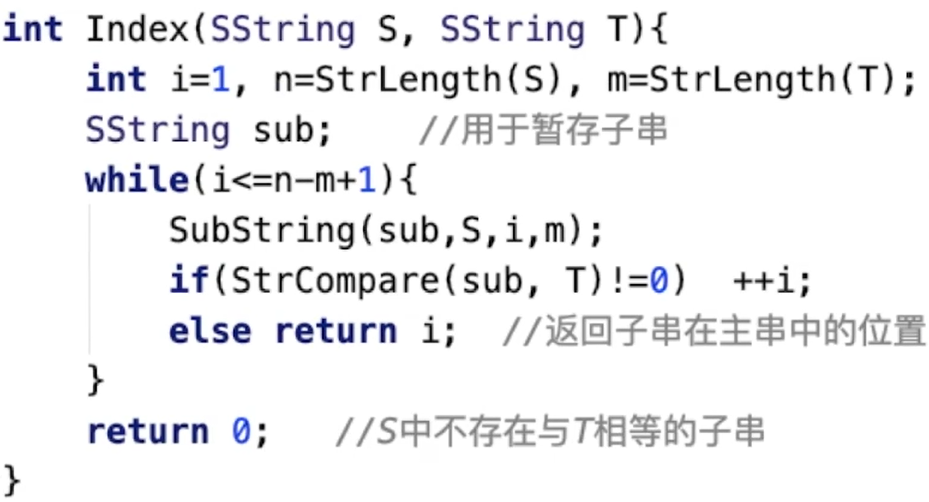 int Index(SString S, SString T){
    int i=1, n=StrLength(S), m=StrLength(T);
    SString sub;    //用于暂存子串
    while(i<=n-m+1){
        SubString(sub,S,i,m);
        if(StrCompare(sub, T)!=0)  ++i;
        else return i;  //返回子串在主串中的位置
    }
    return 0;   //S中不存在与T相等的子串
}